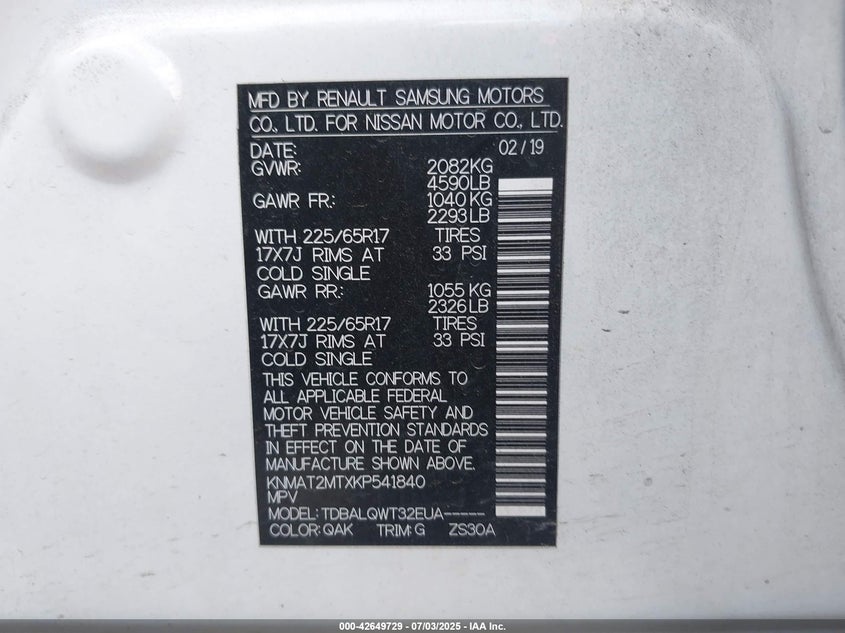 MFD BY RENAULT SAMSUNG MOTORS
CO., LTD. FOR NISSAN MOTOR CO., LTD.
DATE: 02/19
GVWR: 2082KG
4590LB
GAWR FR: 1040KG
2293LB
WITH 225/65R17 TIRES
17X7J RIMS AT 33 PSI
COLD SINGLE
GAWR RR: 1055KG
2326LB
WITH 225/65R17 TIRES
17X7J RIMS AT 33 PSI
COLD SINGLE
THIS VEHICLE CONFORMS TO
ALL APPLICABLE FEDERAL
MOTOR VEHICLE SAFETY AND
THEFT PREVENTION STANDARDS
IN EFFECT ON THE DATE OF
MANUFACTURE SHOWN ABOVE.
KNMAT2MTXKP541840
MPV
MODEL: TDBALQWT32EUA-----
COLOR: QAK TRIM: G ZS30A
000-42649729 - 07/03/2025 - IAA Inc.